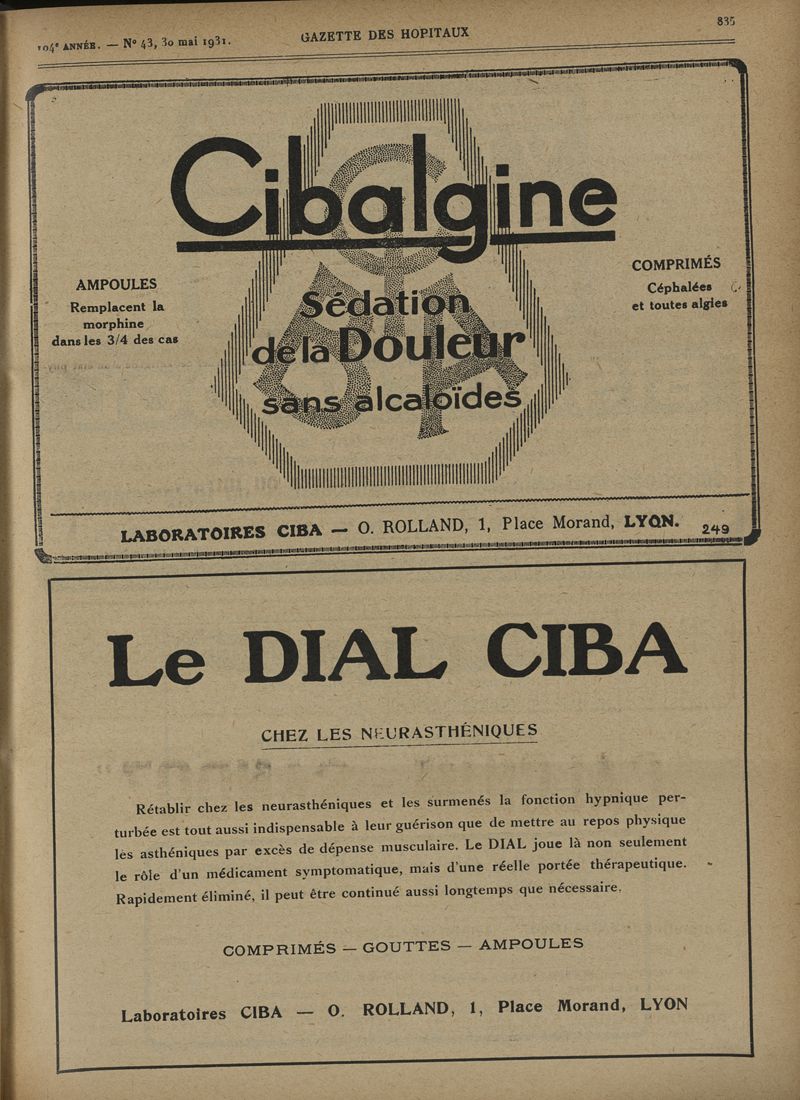 104e ANNÉE. — N° 43, 30 mai 1931.
GAZETTE DES HOPITAUX
835
Cibalgine
AMPOULES
Remplacent la
morphine
dans les 3/4 des cas
Sédation
de la Douleur
sans alcaloïdes
COMPRIMÉS
Céphalées
et toutes algies
LABORATOIRES CIBA — O. ROLLAND, 1, Place Morand, LYON.
249
Le DIAL CIBA
CHEZ LES NEURASTHÉNIQUES
Rétablir chez les neurasthéniques et les surmenés la fonction hypnique per-
turbée est tout aussi indispensable à leur guérison que de mettre au repos physique
les asthéniques par excès de dépense musculaire. Le DIAL joue là non seulement
le rôle d'un médicament symptomatique, mais d'une réelle portée thérapeutique.
Rapidement éliminé, il peut être continué aussi longtemps que nécessaire.
COMPRIMÉS — GOUTTES — AMPOULES
Laboratoires CIBA — O. ROLLAND, 1, Place Morand, LYON